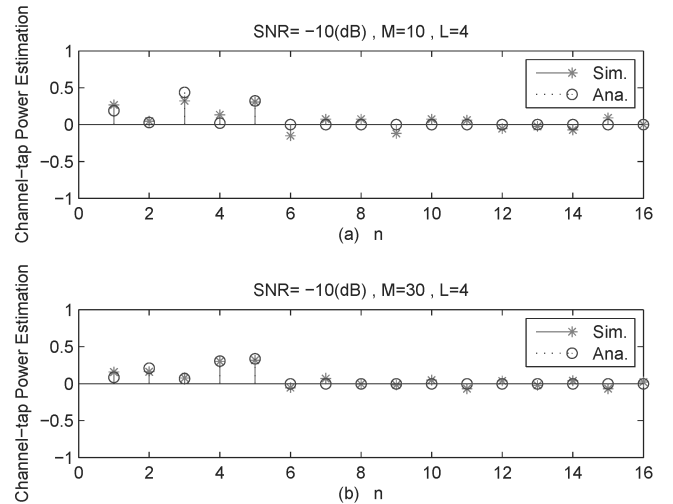 SNR= −10(dB) , M=10 , L=4
Channel−tap Power Estimation
1
0.5
0
−0.5
−1
Sim.
Ana.
0 2 4 6 8 10 12 14 16
(a) n
SNR= −10(dB) , M=30 , L=4
Channel−tap Power Estimation
1
0.5
0
−0.5
−1
Sim.
Ana.
0 2 4 6 8 10 12 14 16
(b) n